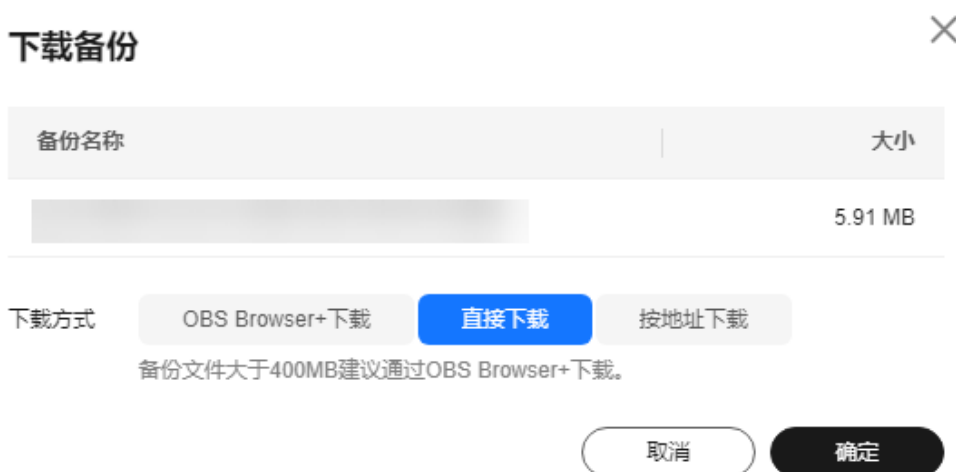 下载备份
备份名称 大小
5.91 MB
下载方式 OBS Browser+下载 直接下载 按地址下载
备份文件大于400MB建议通过OBS Browser+下载。
取消 确定